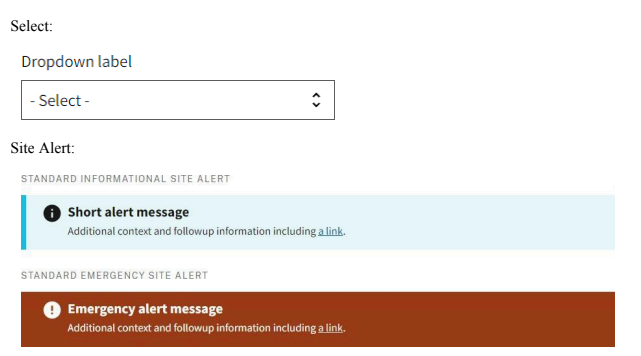 Select:
Dropdown label
- Select -
Site Alert:
STANDARD INFORMATIONAL SITE ALERT
Short alert message
Additional context and followup information including a link.
STANDARD EMERGENCY SITE ALERT
Emergency alert message
Additional context and followup information including a link.